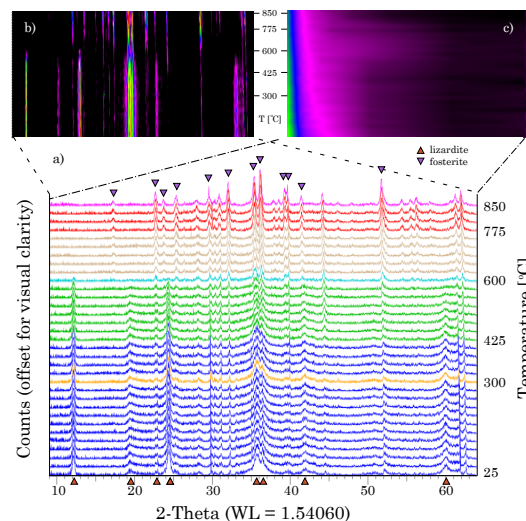 b)
c)
850
775
600
425
300
T [°C]
a)
lizardite
fosterite
Counts (offset for visual clarity)
850
775
600
425
300
25
Temperature [°C]
10
20
30
40
50
60
2-Theta (WL = 1.54060)